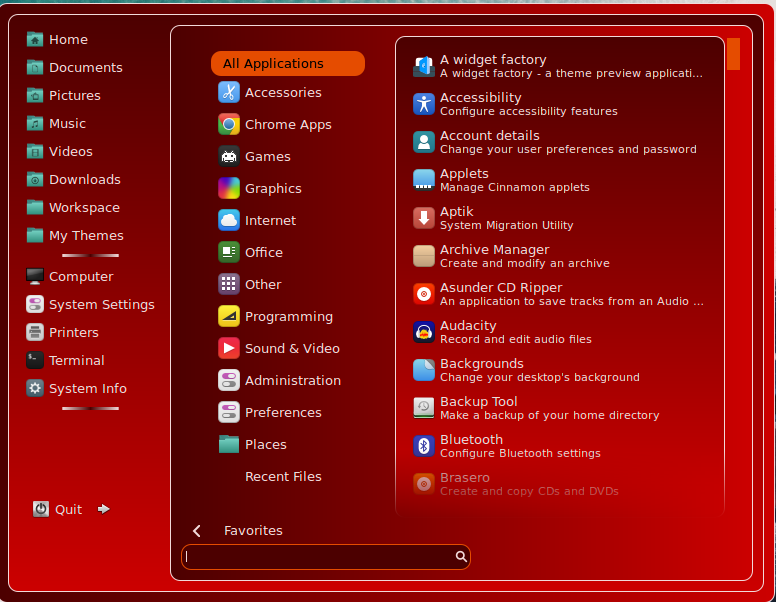 Home
Documents
Pictures
Music
Videos
Downloads
Workspace
My Themes
Computer
System Settings
Printers
Terminal
System Info
Quit
All Applications
Accessories
Chrome Apps
Games
Graphics
Internet
Office
Other
Programming
Sound & Video
Administration
Preferences
Places
Recent Files
Favorites
A widget factory
A widget factory - a theme preview applicati...
Accessibility
Configure accessibility features
Account details
Change your user preferences and password
Applets
Manage Cinnamon applets
Aptik
System Migration Utility
Archive Manager
Create and modify an archive
Asunder CD Ripper
An application to save tracks from an Audio ...
Audacity
Record and edit audio files
Backgrounds
Change your desktop's background
Backup Tool
Make a backup of your home directory
Bluetooth
Configure Bluetooth settings
Brasero
Create and copy CDs and DVDs